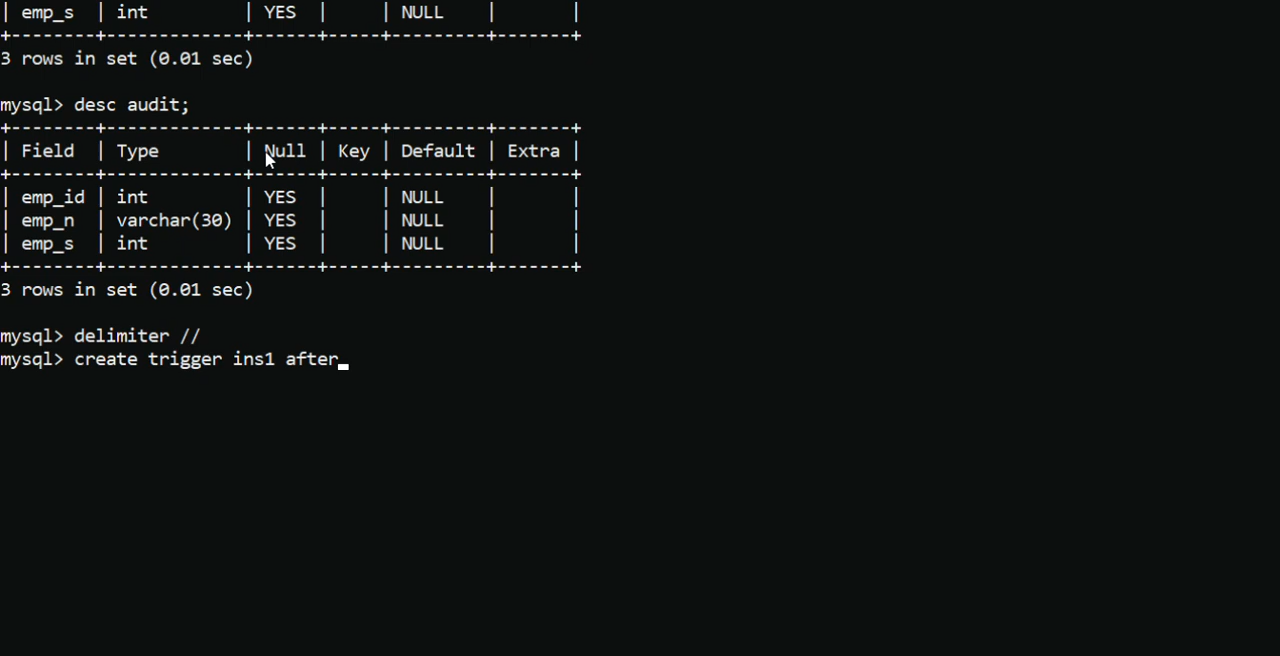 | emp_s  | int         | YES  |     | NULL    |       |
+--------+-------------+------+-----+---------+-------+
3 rows in set (0.01 sec)
mysql> desc audit;
+--------+-------------+------+-----+---------+-------+
| Field  | Type        | Null | Key | Default | Extra |
+--------+-------------+------+-----+---------+-------+
| emp_id | int         | YES  |     | NULL    |       |
| emp_n  | varchar(30) | YES  |     | NULL    |       |
| emp_s  | int         | YES  |     | NULL    |       |
+--------+-------------+------+-----+---------+-------+
3 rows in set (0.01 sec)
mysql> delimiter //
mysql> create trigger ins1 after